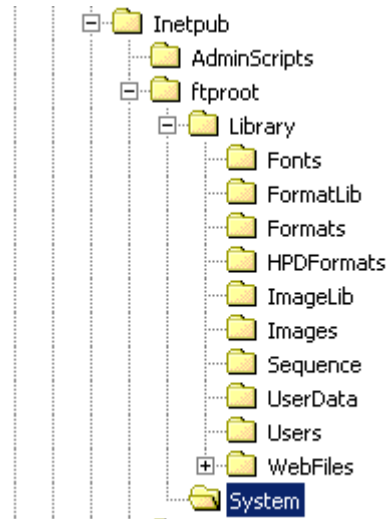 Inetpub
AdminScripts
ftproot
Library
Fonts
FormatLib
Formats
HPDFormats
ImageLib
Images
Sequence
UserData
Users
WebFiles
System